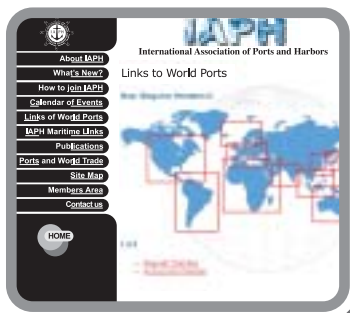 IAPH
International Association of Ports and Harbors
About IAPH
What's New?
How to join IAPH
Calendar of Events
Links of World Ports
IAPH Maritime Links
Publications
Ports and World Trade
Site Map
Members Area
Contact us
HOME
Links to World Ports